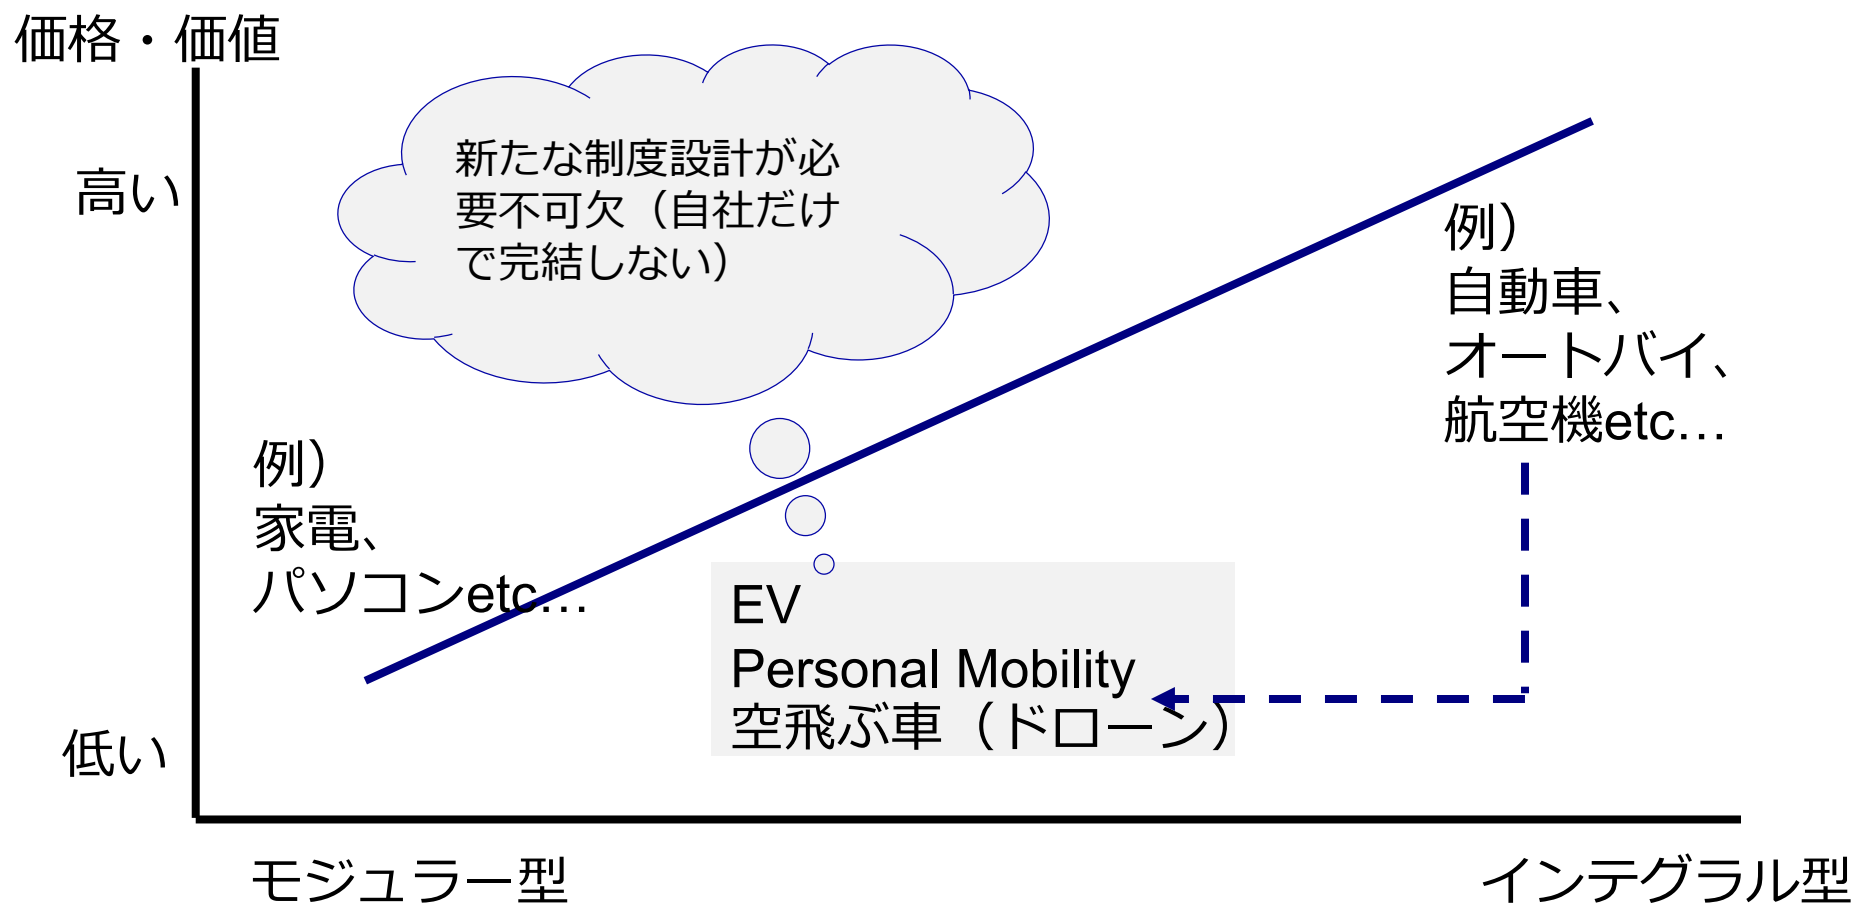 価格・価値
高い
新たな制度設計が必
要不可欠（自社だけ
で完結しない）
例）
自動車、
オートバイ、
航空機etc…
例）
家電、
パソコンetc…
EV
Personal Mobility
空飛ぶ車（ドローン）
低い
モジュラー型
インテグラル型